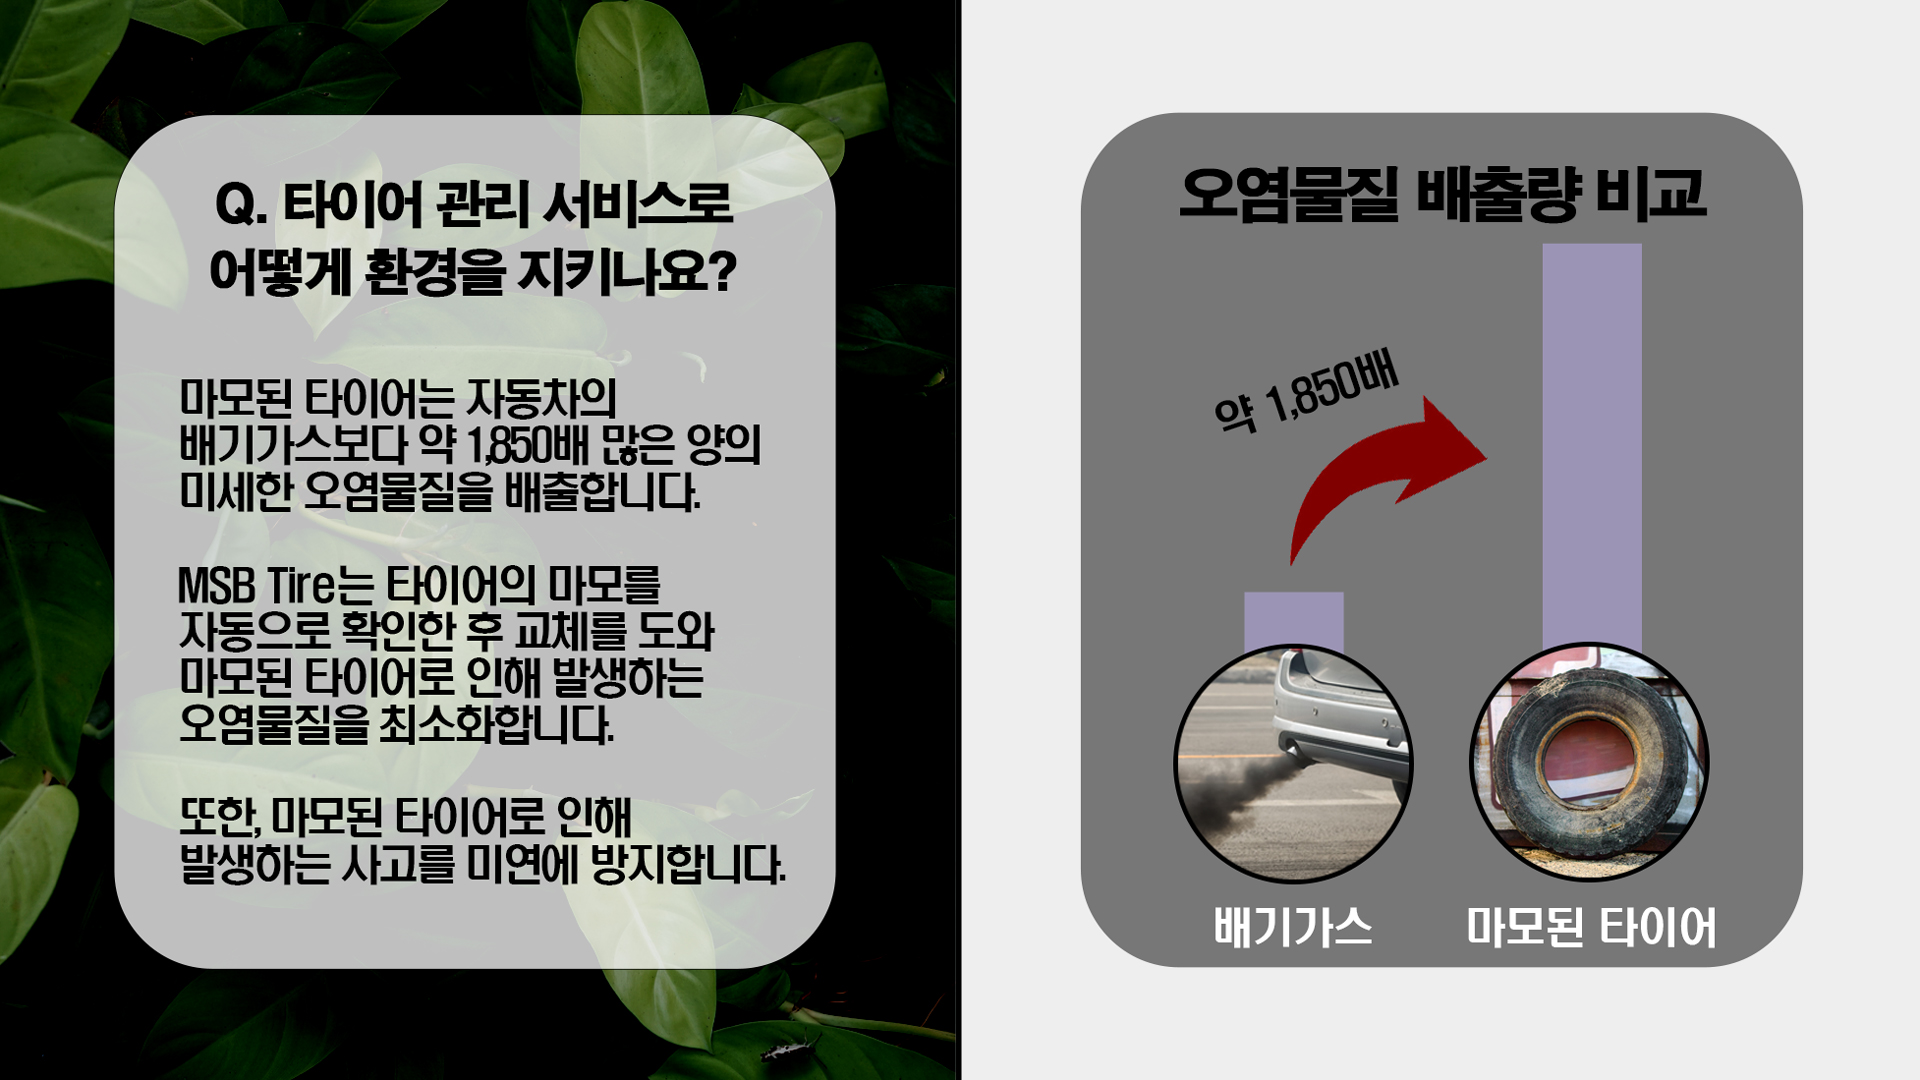 Q. 타이어 관리 서비스로
어떻게 환경을 지키나요?
마모된 타이어는 자동차의
배기가스보다 약 1,850배 많은 양의
미세한 오염물질을 배출합니다.
MSB Tire는 타이어의 마모를
자동으로 확인한 후 교체를 도와
마모된 타이어로 인해 발생하는
오염물질을 최소화합니다.
또한, 마모된 타이어로 인해
발생하는 사고를 미연에 방지합니다.
오염물질 배출량 비교
약 1,850배
배기가스
마모된 타이어